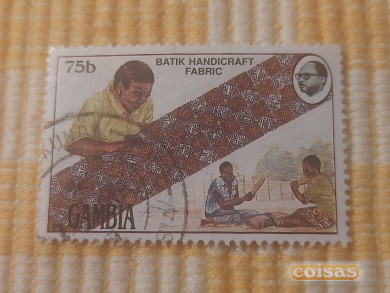 75b
BATIK HANDICRAFT
FABRIC
GAMBIA
coisas